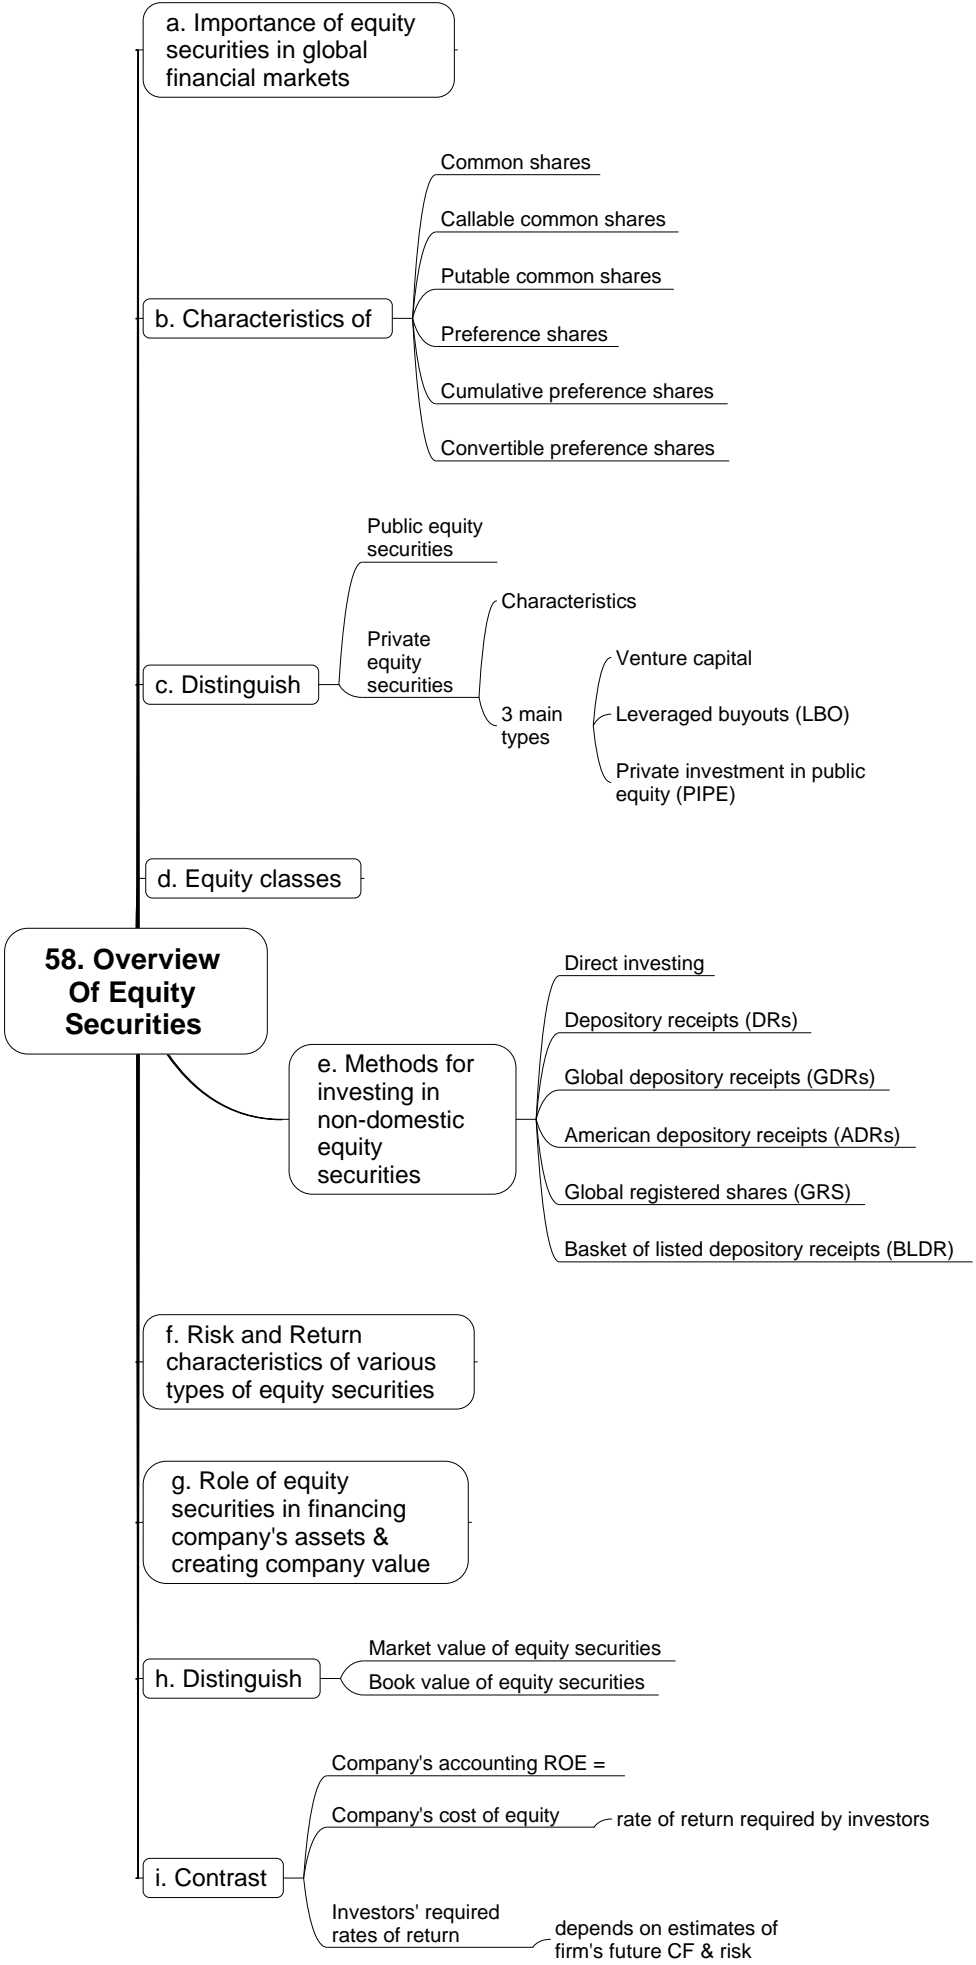 a. Importance of equity
securities in global
financial markets
Common shares
Callable common shares
Putable common shares
b. Characteristics of
Preference shares
Cumulative preference shares
Convertible preference shares
Public equity
securities
Characteristics
Private
equity
securities
Venture capital
c. Distinguish
3 main
types
Leveraged buyouts (LBO)
Private investment in public
equity (PIPE)
d. Equity classes
58. Overview
Of Equity
Securities
Direct investing
Depository receipts (DRs)
e. Methods for
investing in
non-domestic
equity
securities
Global depository receipts (GDRs)
American depository receipts (ADRs)
Global registered shares (GRS)
Basket of listed depository receipts (BLDR)
f. Risk and Return
characteristics of various
types of equity securities
g. Role of equity
securities in financing
company's assets &
creating company value
Market value of equity securities
h. Distinguish
Book value of equity securities
Company's accounting ROE =
Company's cost of equity
rate of return required by investors
i. Contrast
Investors' required
rates of return
depends on estimates of
firm's future CF & risk